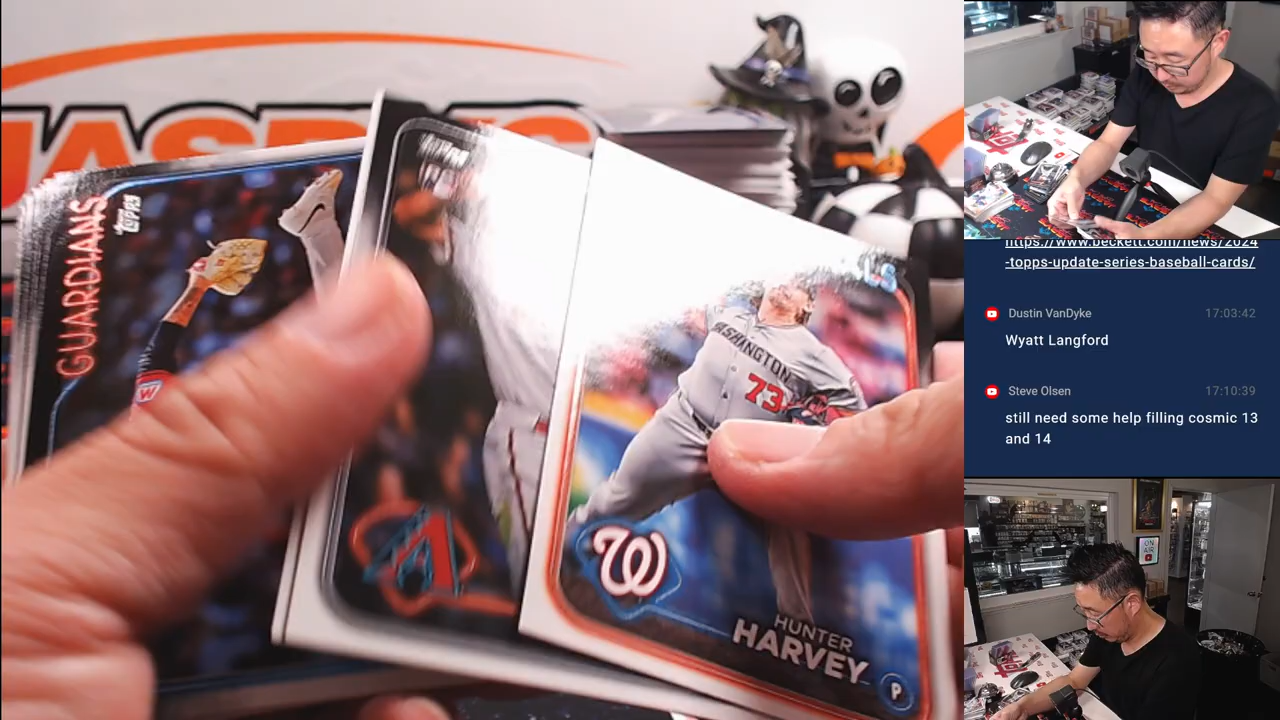 GUARDIANS
TOPPS
WASHINGTON
73
W
HUNTER
HARVEY
P
https://www.beckett.com/news/2024
-topps-update-series-baseball-cards/
Dustin VanDyke 17:03:42
Wyatt Langford
Steve Olsen 17:10:39
still need some help filling cosmic 13
and 14
ON
AIR